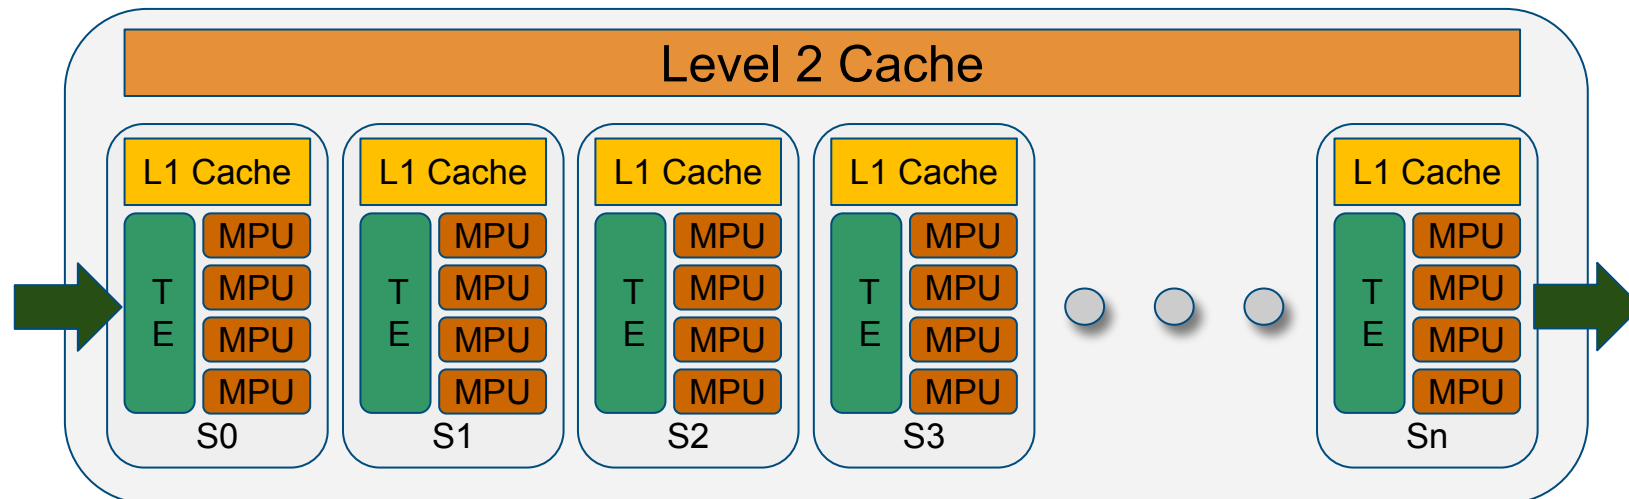 Level 2 Cache
L1 Cache
T
E
MPU
MPU
MPU
MPU
S0
L1 Cache
T
E
MPU
MPU
MPU
MPU
S1
L1 Cache
T
E
MPU
MPU
MPU
MPU
S2
L1 Cache
T
E
MPU
MPU
MPU
MPU
S3
L1 Cache
T
E
MPU
MPU
MPU
MPU
Sn